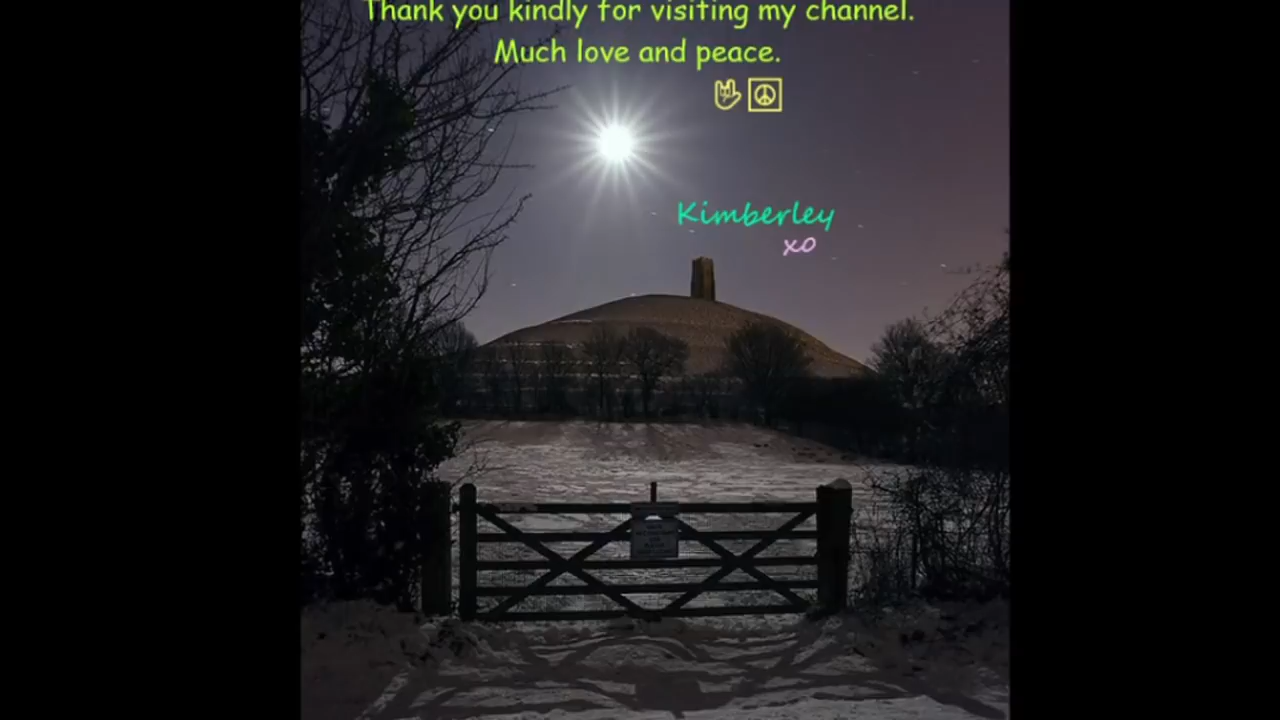 Thank you kindly for visiting my channel.
Much love and peace.
Kimberley
xo